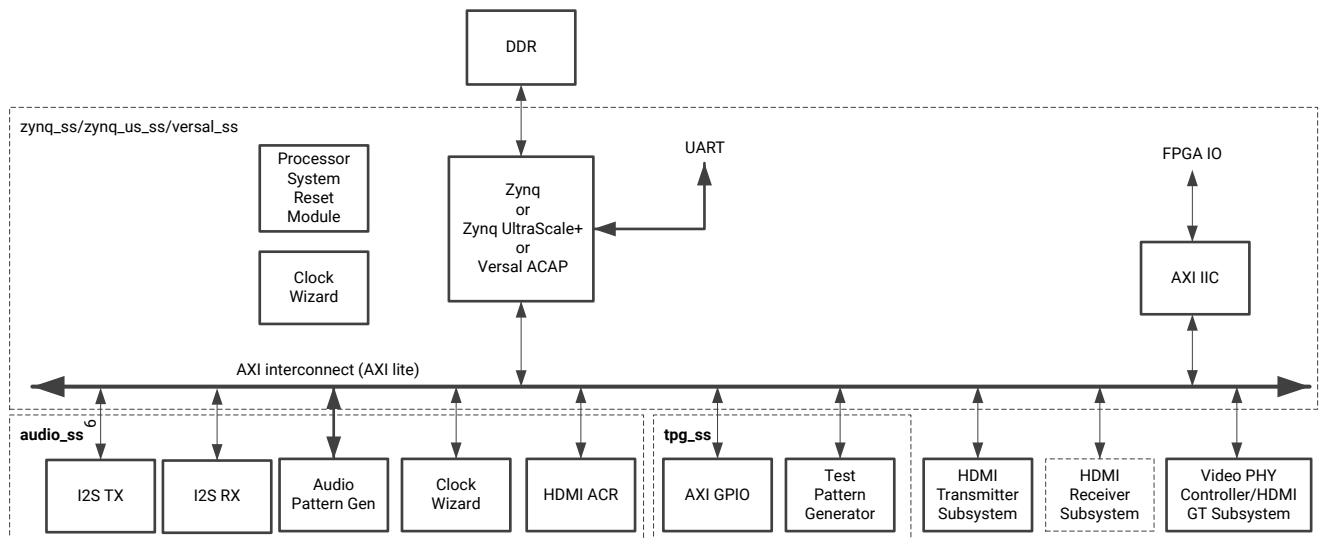 DDR
zynq_ss/zynq_us_ss/versal_ss
Processor
System
Reset
Module
Zynq
or
Zynq UltraScale+
or
Versal ACAP
UART
FPGA IO
Clock
Wizard
AXI IIC
AXI interconnect (AXI lite)
audio_ss
6
tpg_ss
I2S TX
I2S RX
Audio
Pattern Gen
Clock
Wizard
HDMI ACR
AXI GPIO
Test
Pattern
Generator
HDMI
Transmitter
Subsystem
HDMI
Receiver
Subsystem
Video PHY
Controller/HDMI
GT Subsystem